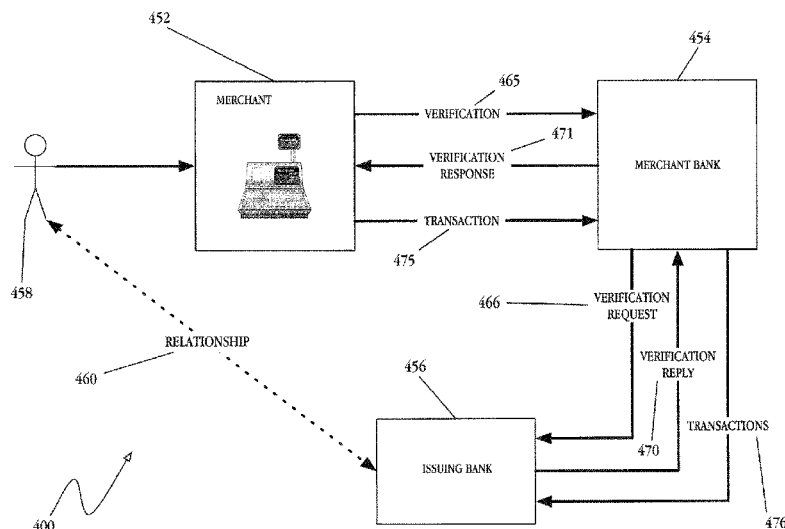 452
454
465
MERCHANT
VERIFICATION
471
VERIFICATION
RESPONSE
MERCHANT BANK
TRANSACTION
475
458
466
VERIFICATION
REQUEST
RELATIONSHIP
460
456
VERIFICATION
REPLY
470
TRANSACTIONS
ISSUING BANK
400
476